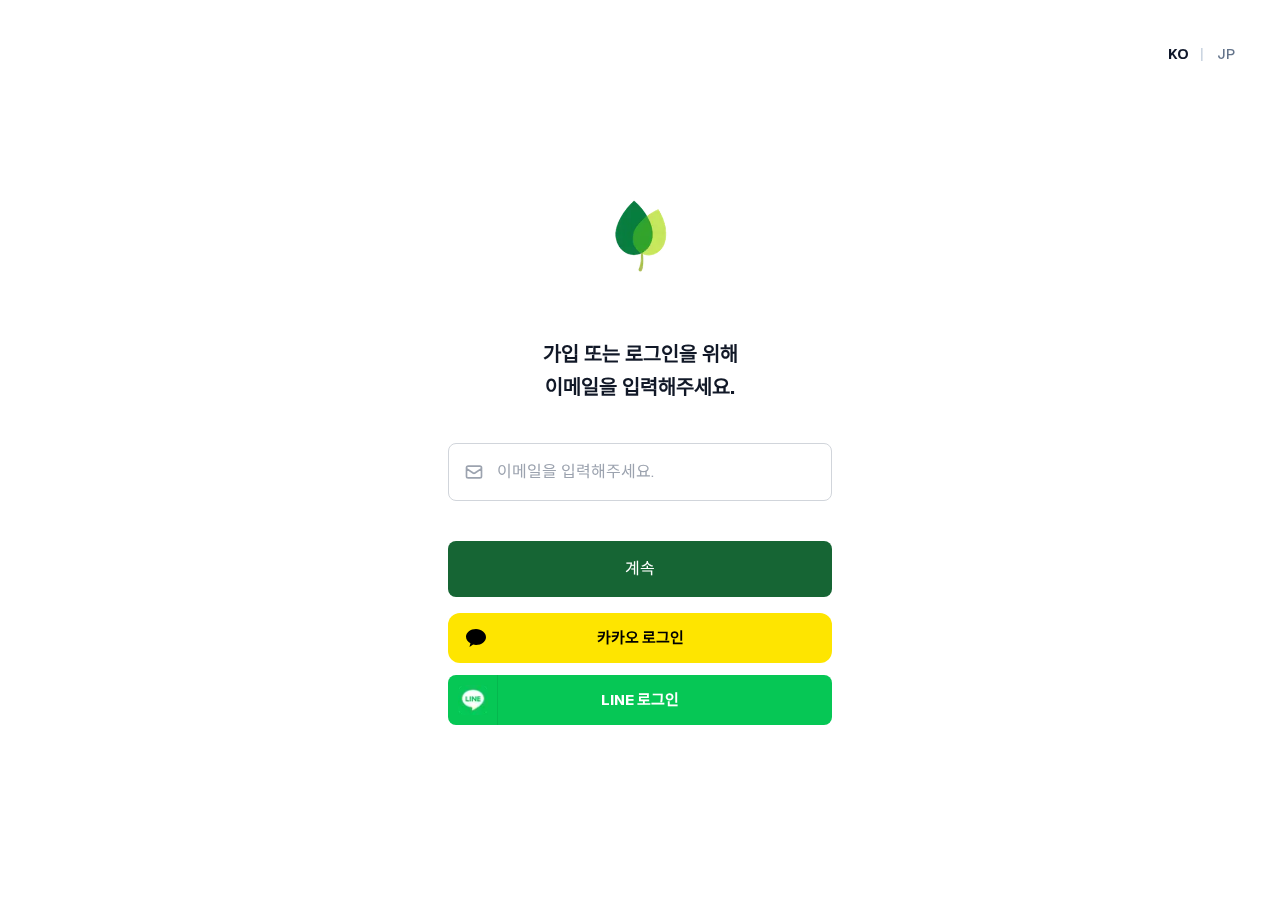 KO | JP
가입 또는 로그인을 위해
이메일을 입력해주세요.
이메일을 입력해주세요.
계속
카카오 로그인
LINE
LINE 로그인